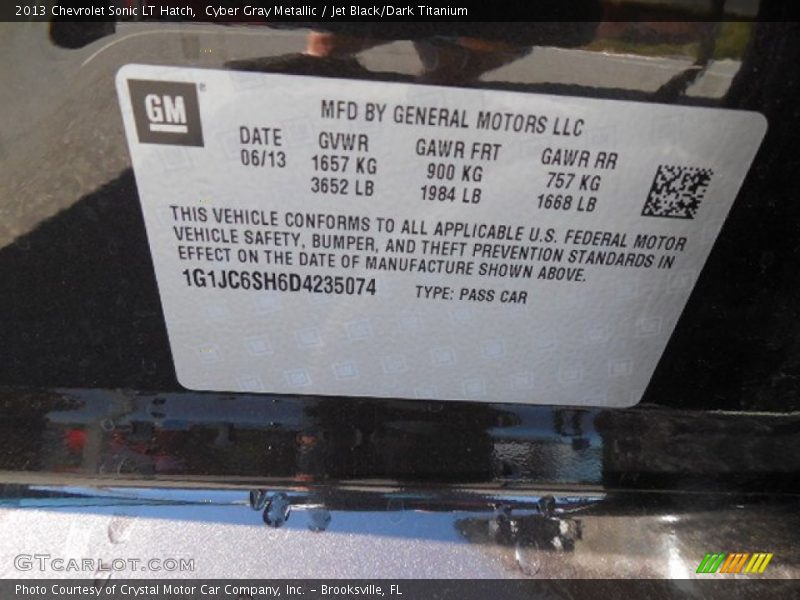 2013 Chevrolet Sonic LT Hatch, Cyber Gray Metallic / Jet Black/Dark Titanium
GM®
MFD BY GENERAL MOTORS LLC
DATE GVWR GAWR FRT GAWR RR
06/13 1657 KG 900 KG 757 KG
3652 LB 1984 LB 1668 LB
THIS VEHICLE CONFORMS TO ALL APPLICABLE U.S. FEDERAL MOTOR
VEHICLE SAFETY, BUMPER, AND THEFT PREVENTION STANDARDS IN
EFFECT ON THE DATE OF MANUFACTURE SHOWN ABOVE.
1G1JC6SH6D4235074 TYPE: PASS CAR
GTCarlot.com
Photo Courtesy of Crystal Motor Car Company, Inc. – Brooksville, FL